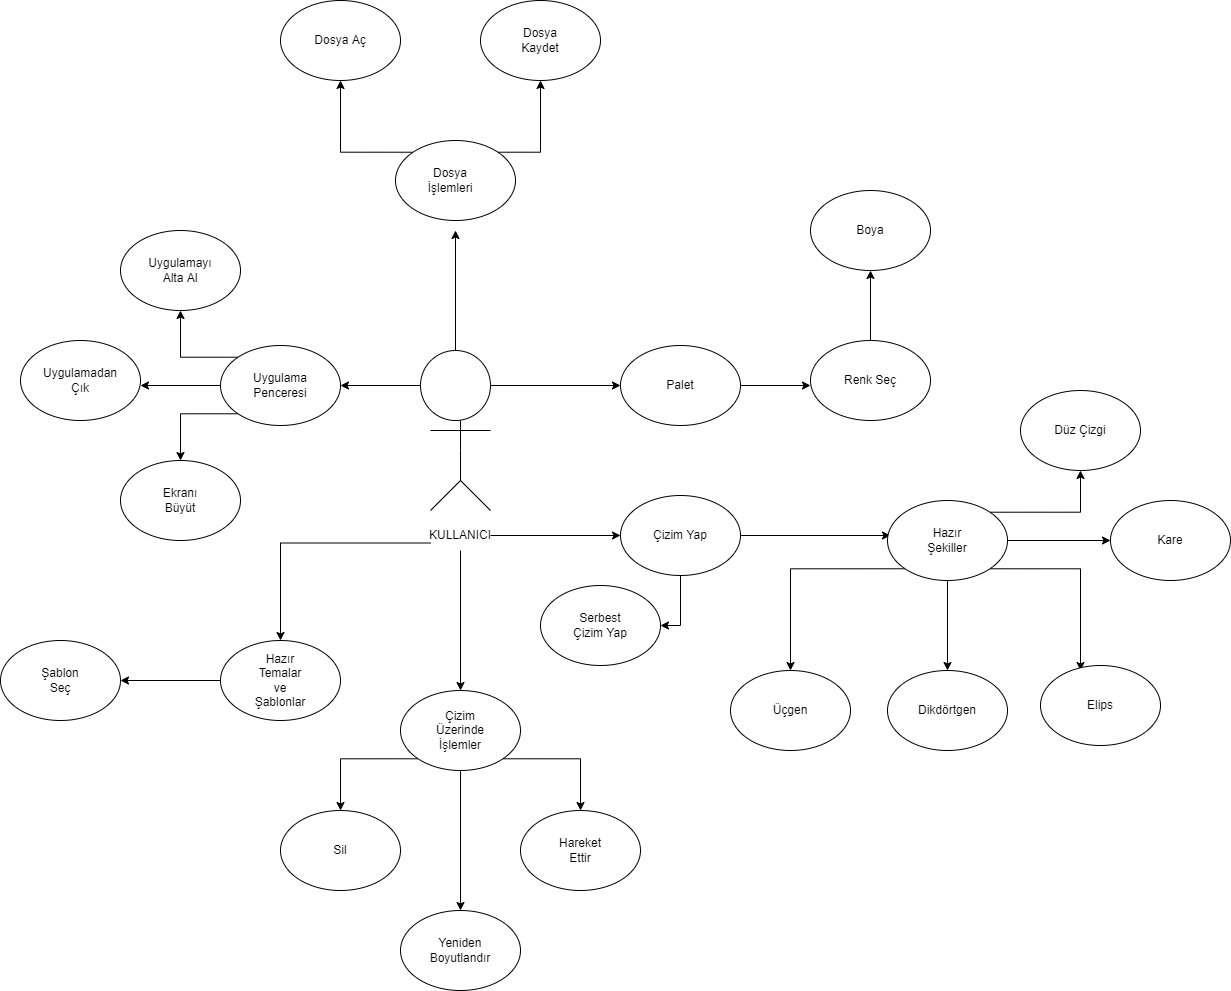 Dosya Aç
Dosya
Kaydet
Dosya
İşlemleri
Boya
Uygulamayı
Alta Al
Uygulamadan
Çık
Uygulama
Penceresi
Palet
Renk Seç
Düz Çizgi
Ekranı
Büyüt
KULLANICI
Çizim Yap
Hazır
Şekiller
Kare
Serbest
Çizim Yap
Şablon
Seç
Hazır
Temalar
ve
Şablonlar
Üçgen
Dikdörtgen
Elips
Çizim
Üzerinde
İşlemler
Sil
Hareket
Ettir
Yeniden
Boyutlandır